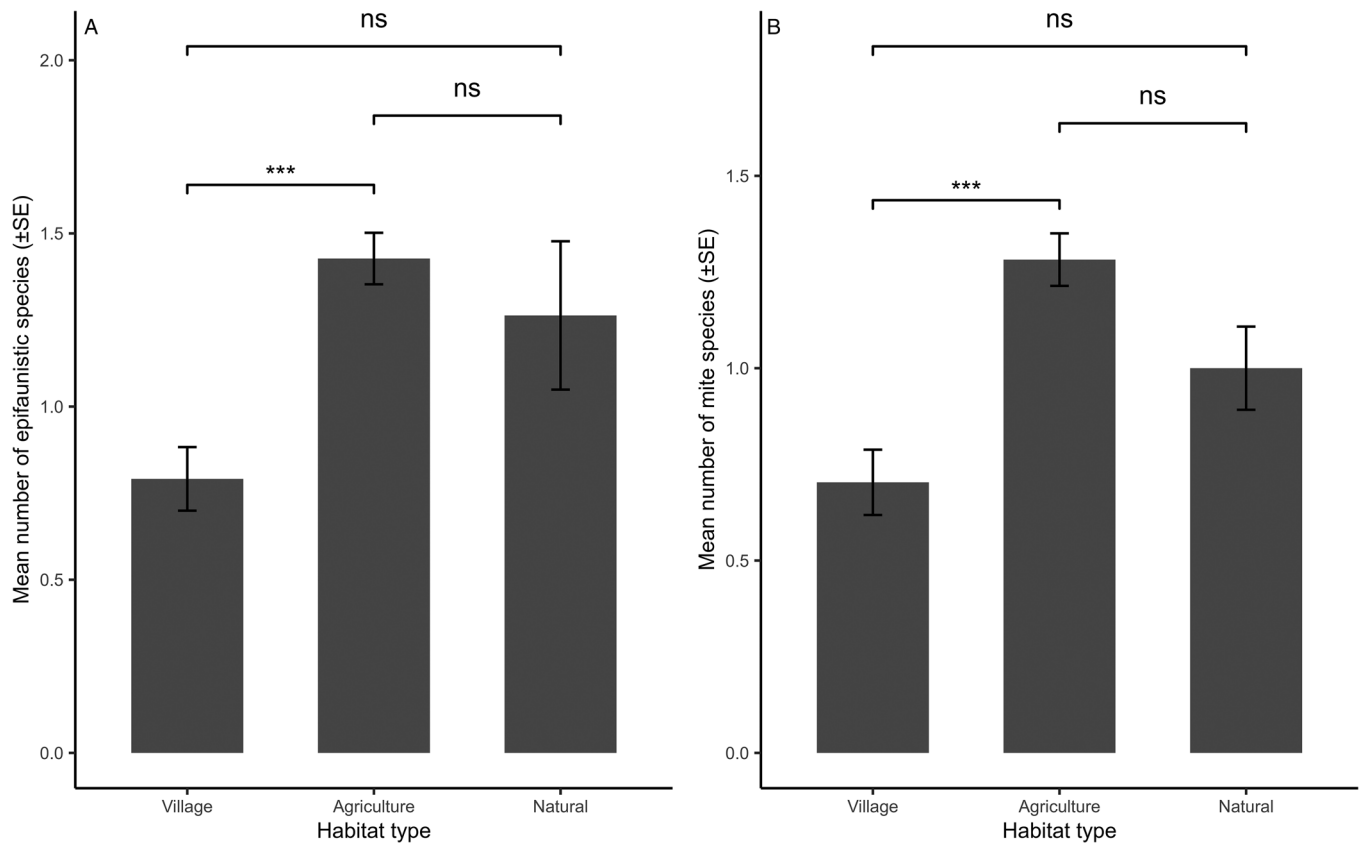 A
ns
ns
***
2.0
1.5
1.0
0.5
0.0
Mean number of epifaunistic species (±SE)
Village
Agriculture
Natural
Habitat type
B
ns
ns
***
1.5
1.0
0.5
0.0
Mean number of mite species (±SE)
Village
Agriculture
Natural
Habitat type